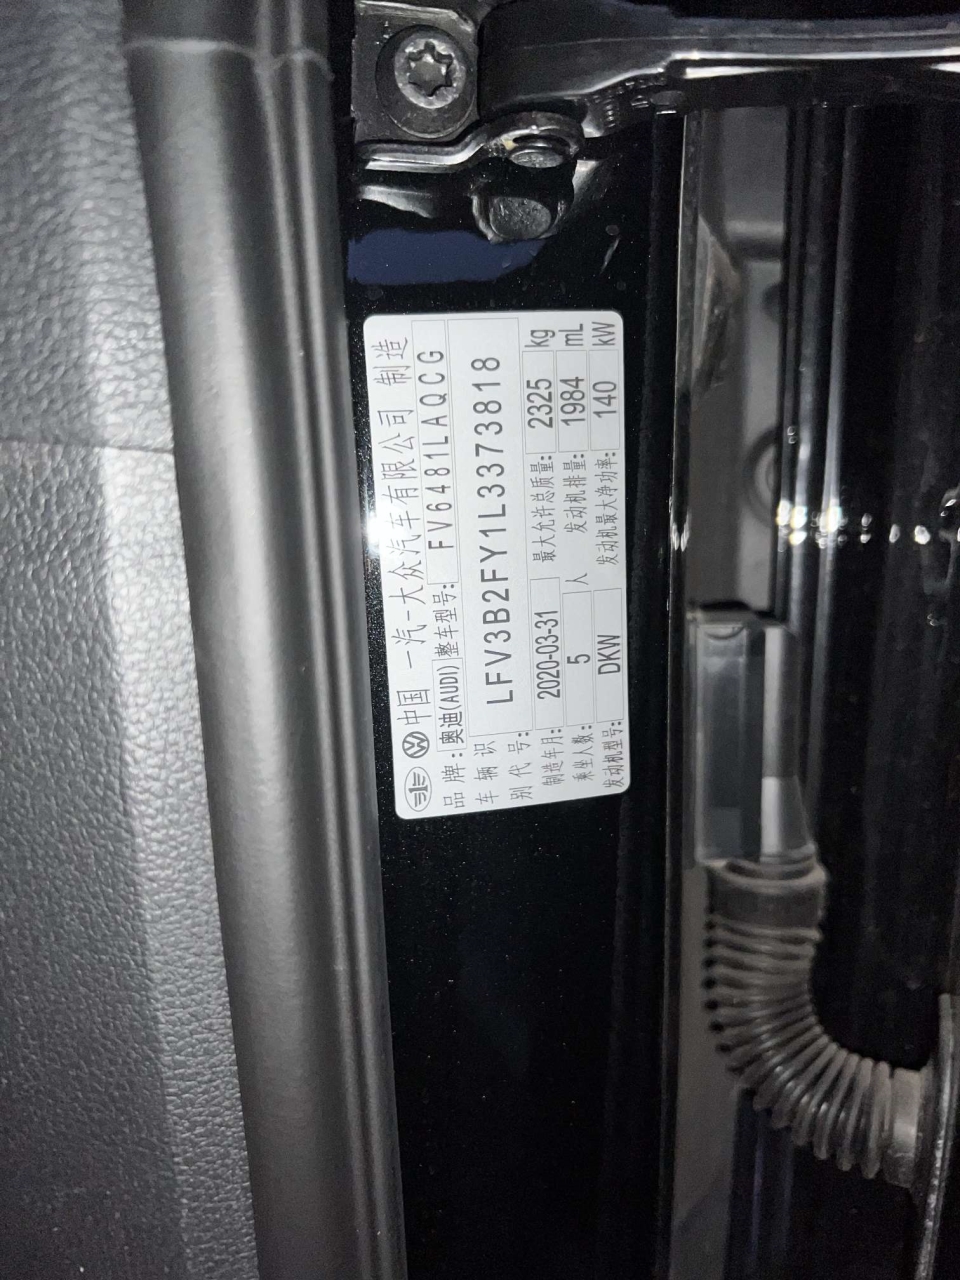 中国 一汽-大众汽车有限公司 制造
品牌: 奥迪(AUDI) 整车型号: FV6481LAQCG
车辆识别代号: LFV3B2FY1L3373818
制造年月: 2020-03-31 最大允许总质量: 2325 kg
乘坐人数: 5 人 发动机排量: 1984 mL
发动机型号: DKW 发动机最大净功率: 140 kW